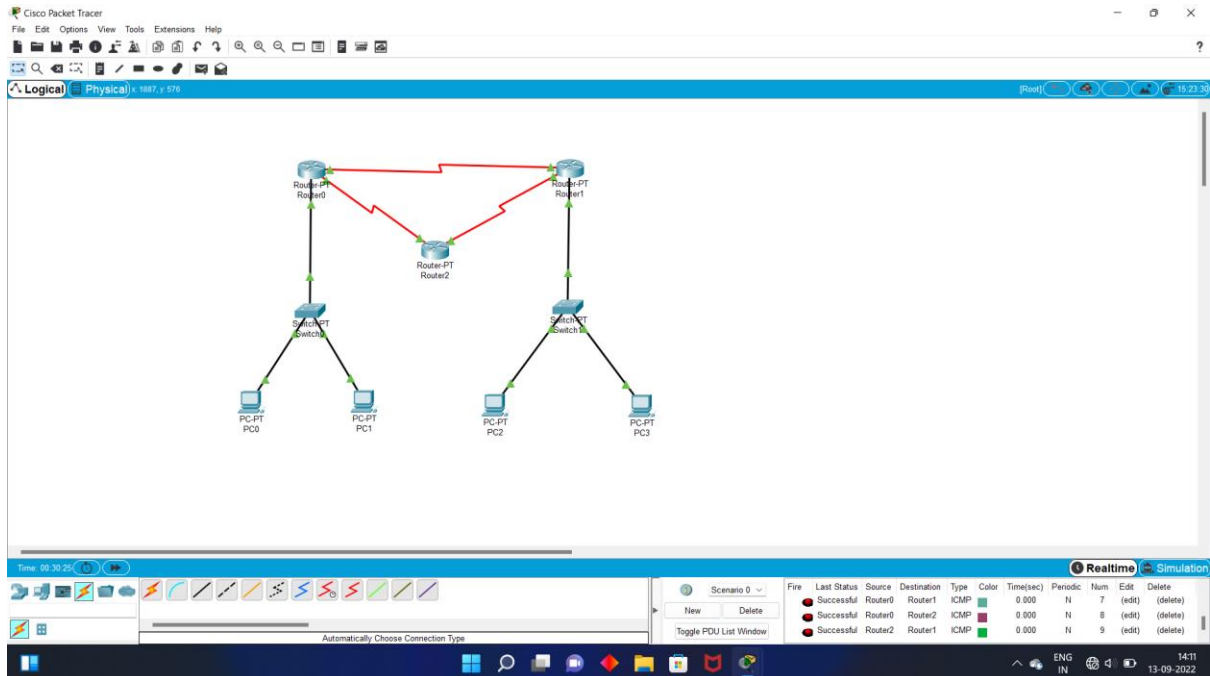 Cisco Packet Tracer
File Edit Options View Tools Extensions Help
?
Logical Physical x: 1887, y: 576 [Root] 15:23:30
Router-PT
Router0
Router-PT
Router1
Router-PT
Router2
Switch-PT
Switch0
Switch-PT
Switch1
PC-PT
PC0
PC-PT
PC1
PC-PT
PC2
PC-PT
PC3
Time: 00:30:25 Realtime Simulation
Scenario 0
New Delete
Toggle PDU List Window
Fire Last Status Source Destination Type Color Time(sec) Periodic Num Edit Delete
Successful Router0 Router1 ICMP 0.000 N 7 (edit) (delete)
Successful Router0 Router2 ICMP 0.000 N 8 (edit) (delete)
Successful Router2 Router1 ICMP 0.000 N 9 (edit) (delete)
Automatically Choose Connection Type
ENG
IN
14:11
13-09-2022